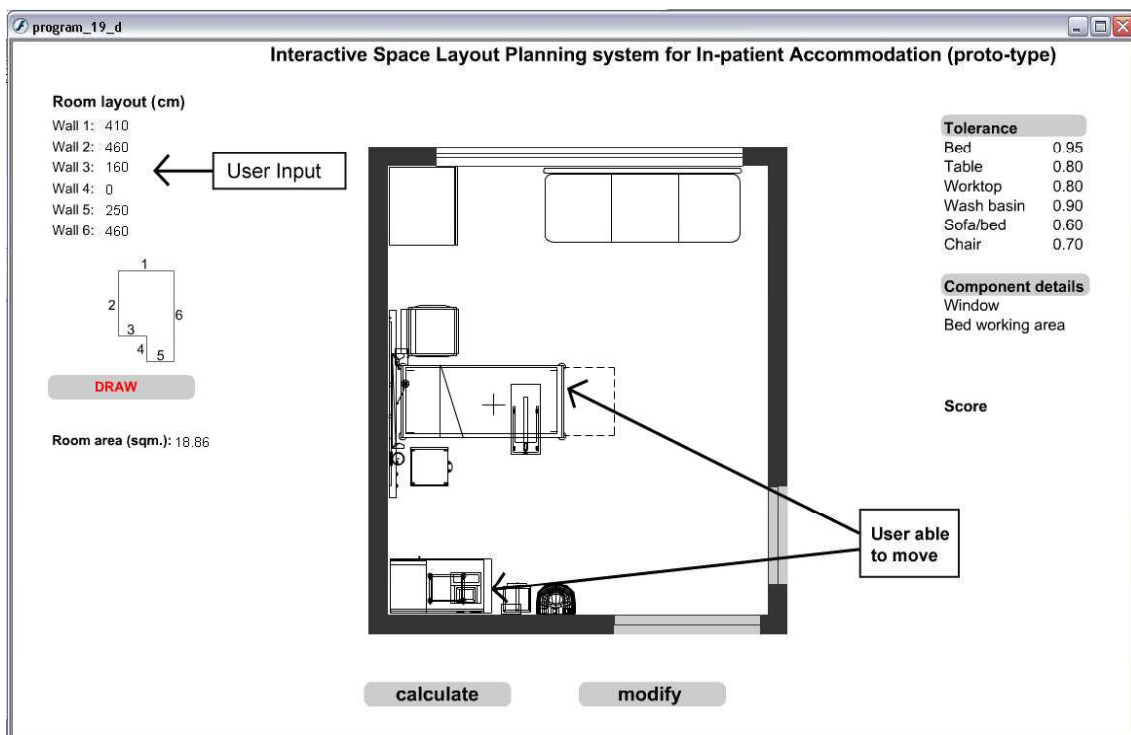 program_19_d
Interactive Space Layout Planning system for In-patient Accommodation (proto-type)
Room layout (cm)
Wall 1: 410
Wall 2: 460
Wall 3: 160
Wall 4: 0
Wall 5: 250
Wall 6: 460
User Input
1
2
3
4
5
6
DRAW
Room area (sqm.): 18.86
Tolerance
Bed 0.95
Table 0.80
Worktop 0.80
Wash basin 0.90
Sofa/bed 0.60
Chair 0.70
Component details
Window
Bed working area
Score
User able
to move
calculate
modify